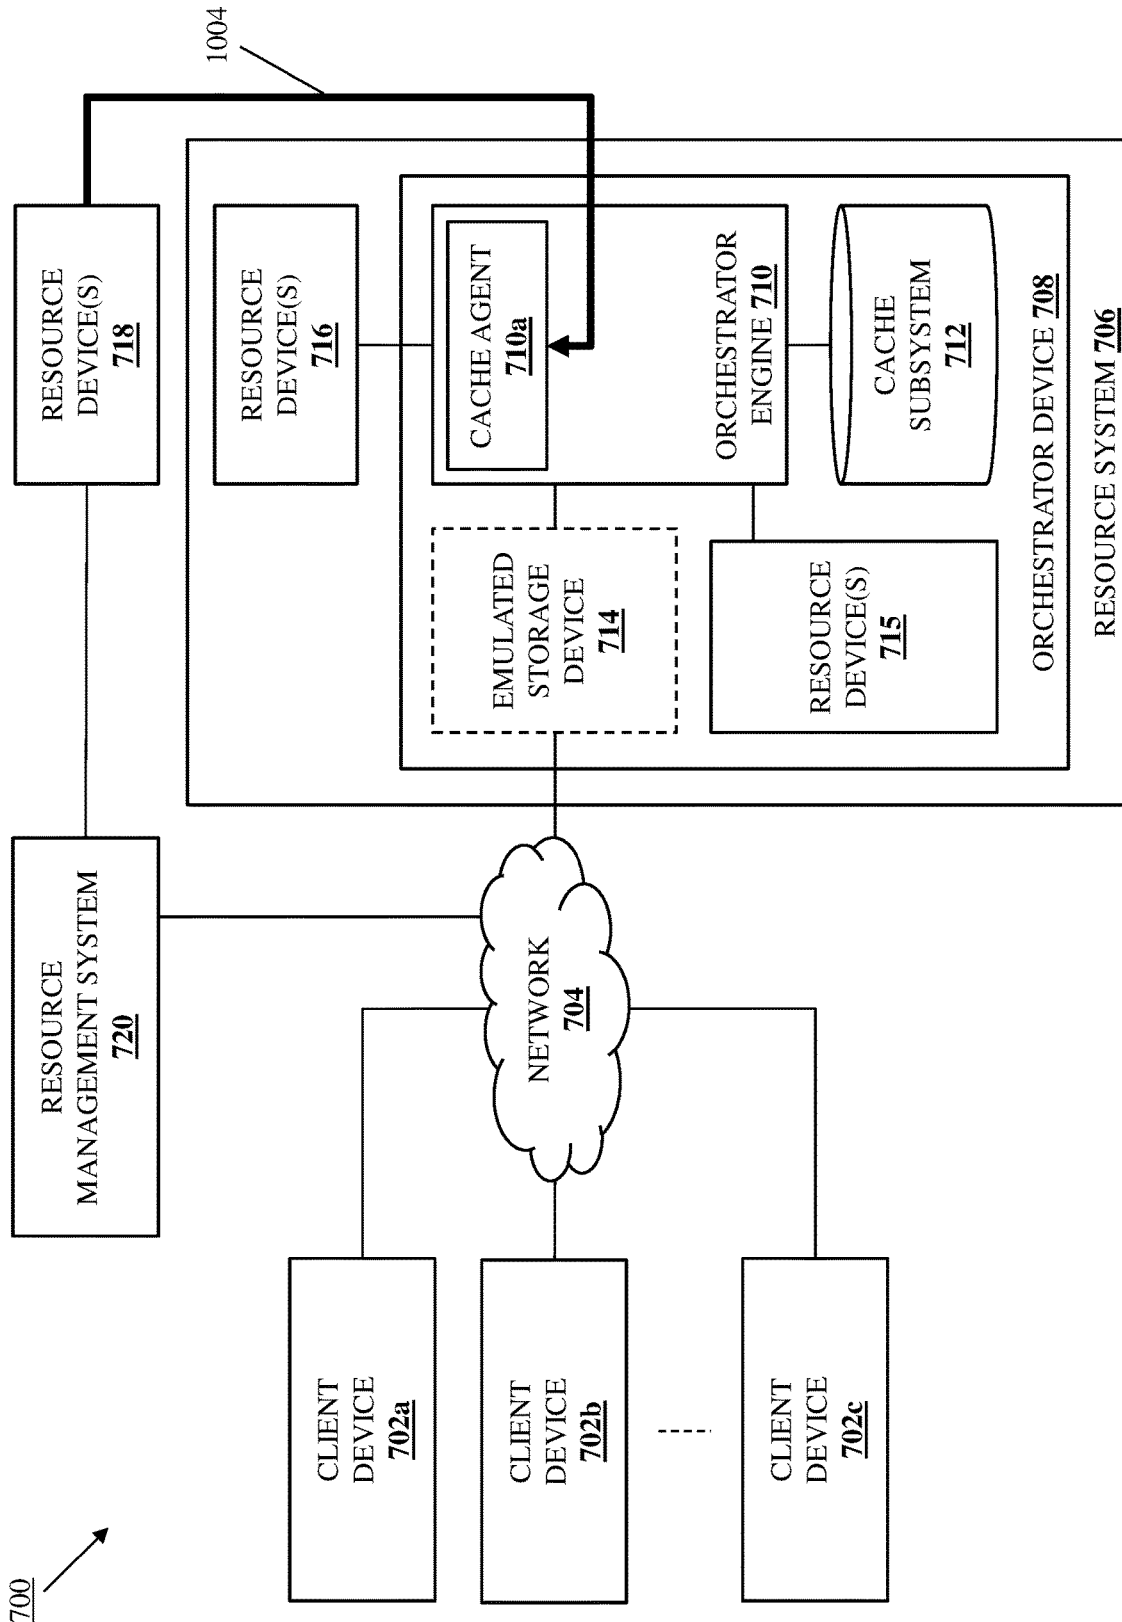 700
CLIENT
DEVICE
702a
CLIENT
DEVICE
702b
CLIENT
DEVICE
702c
RESOURCE
MANAGEMENT SYSTEM
720
NETWORK
704
RESOURCE
DEVICE(S)
718
1004
RESOURCE
DEVICE(S)
716
CACHE AGENT
710a
ORCHESTRATOR
ENGINE 710
EMULATED
STORAGE
DEVICE
714
RESOURCE
DEVICE(S)
715
CACHE
SUBSYSTEM
712
ORCHESTRATOR DEVICE 708
RESOURCE SYSTEM 706